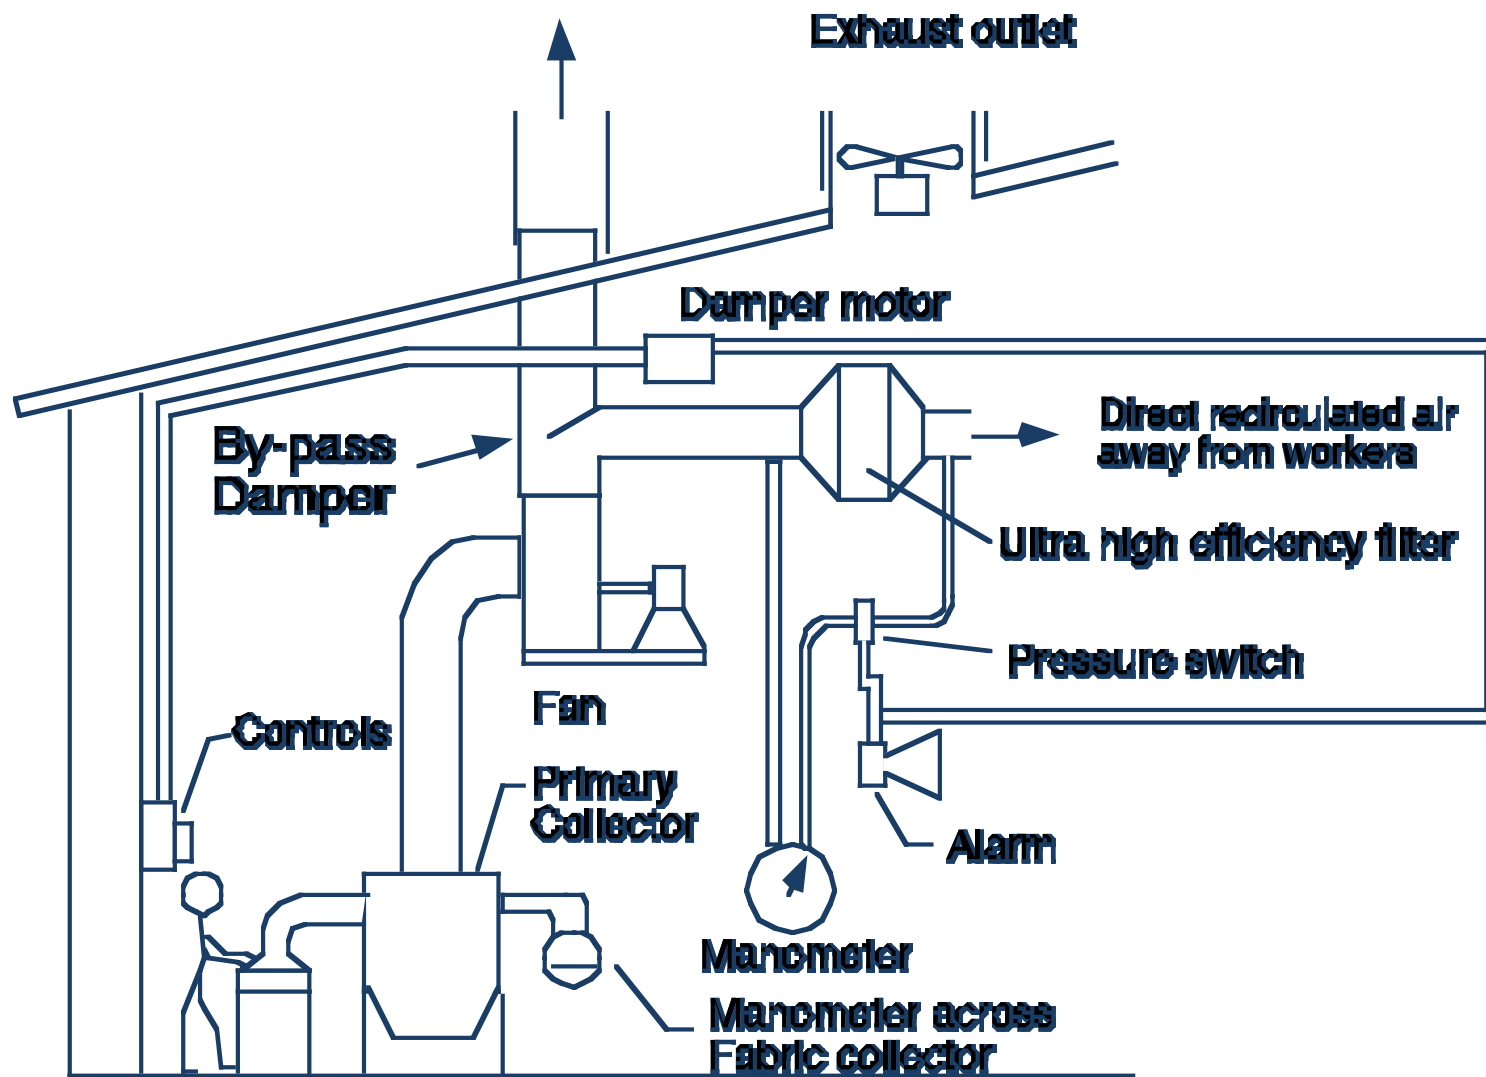 Exhaust outlet
Damper motor
By-pass
Damper
Direct recirculated air
away from workers
Ultra high efficiency filter
Pressure switch
Fan
Controls
Primary
Collector
Alarm
Manometer
Manometer across
Fabric collector